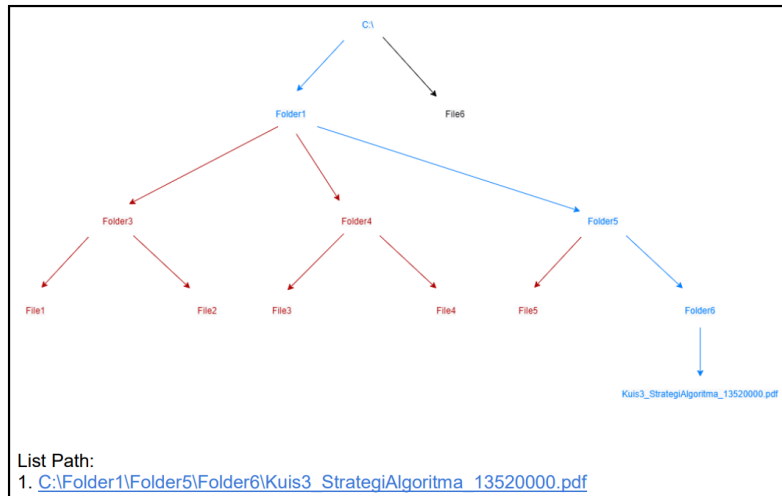 C:\
Folder1
File6
Folder3
Folder4
Folder5
File1
File2
File3
File4
File5
Folder6
Kuis3_StrategiAlgoritma_13520000.pdf
List Path:
1. C:\Folder1\Folder5\Folder6\Kuis3_StrategiAlgoritma_13520000.pdf